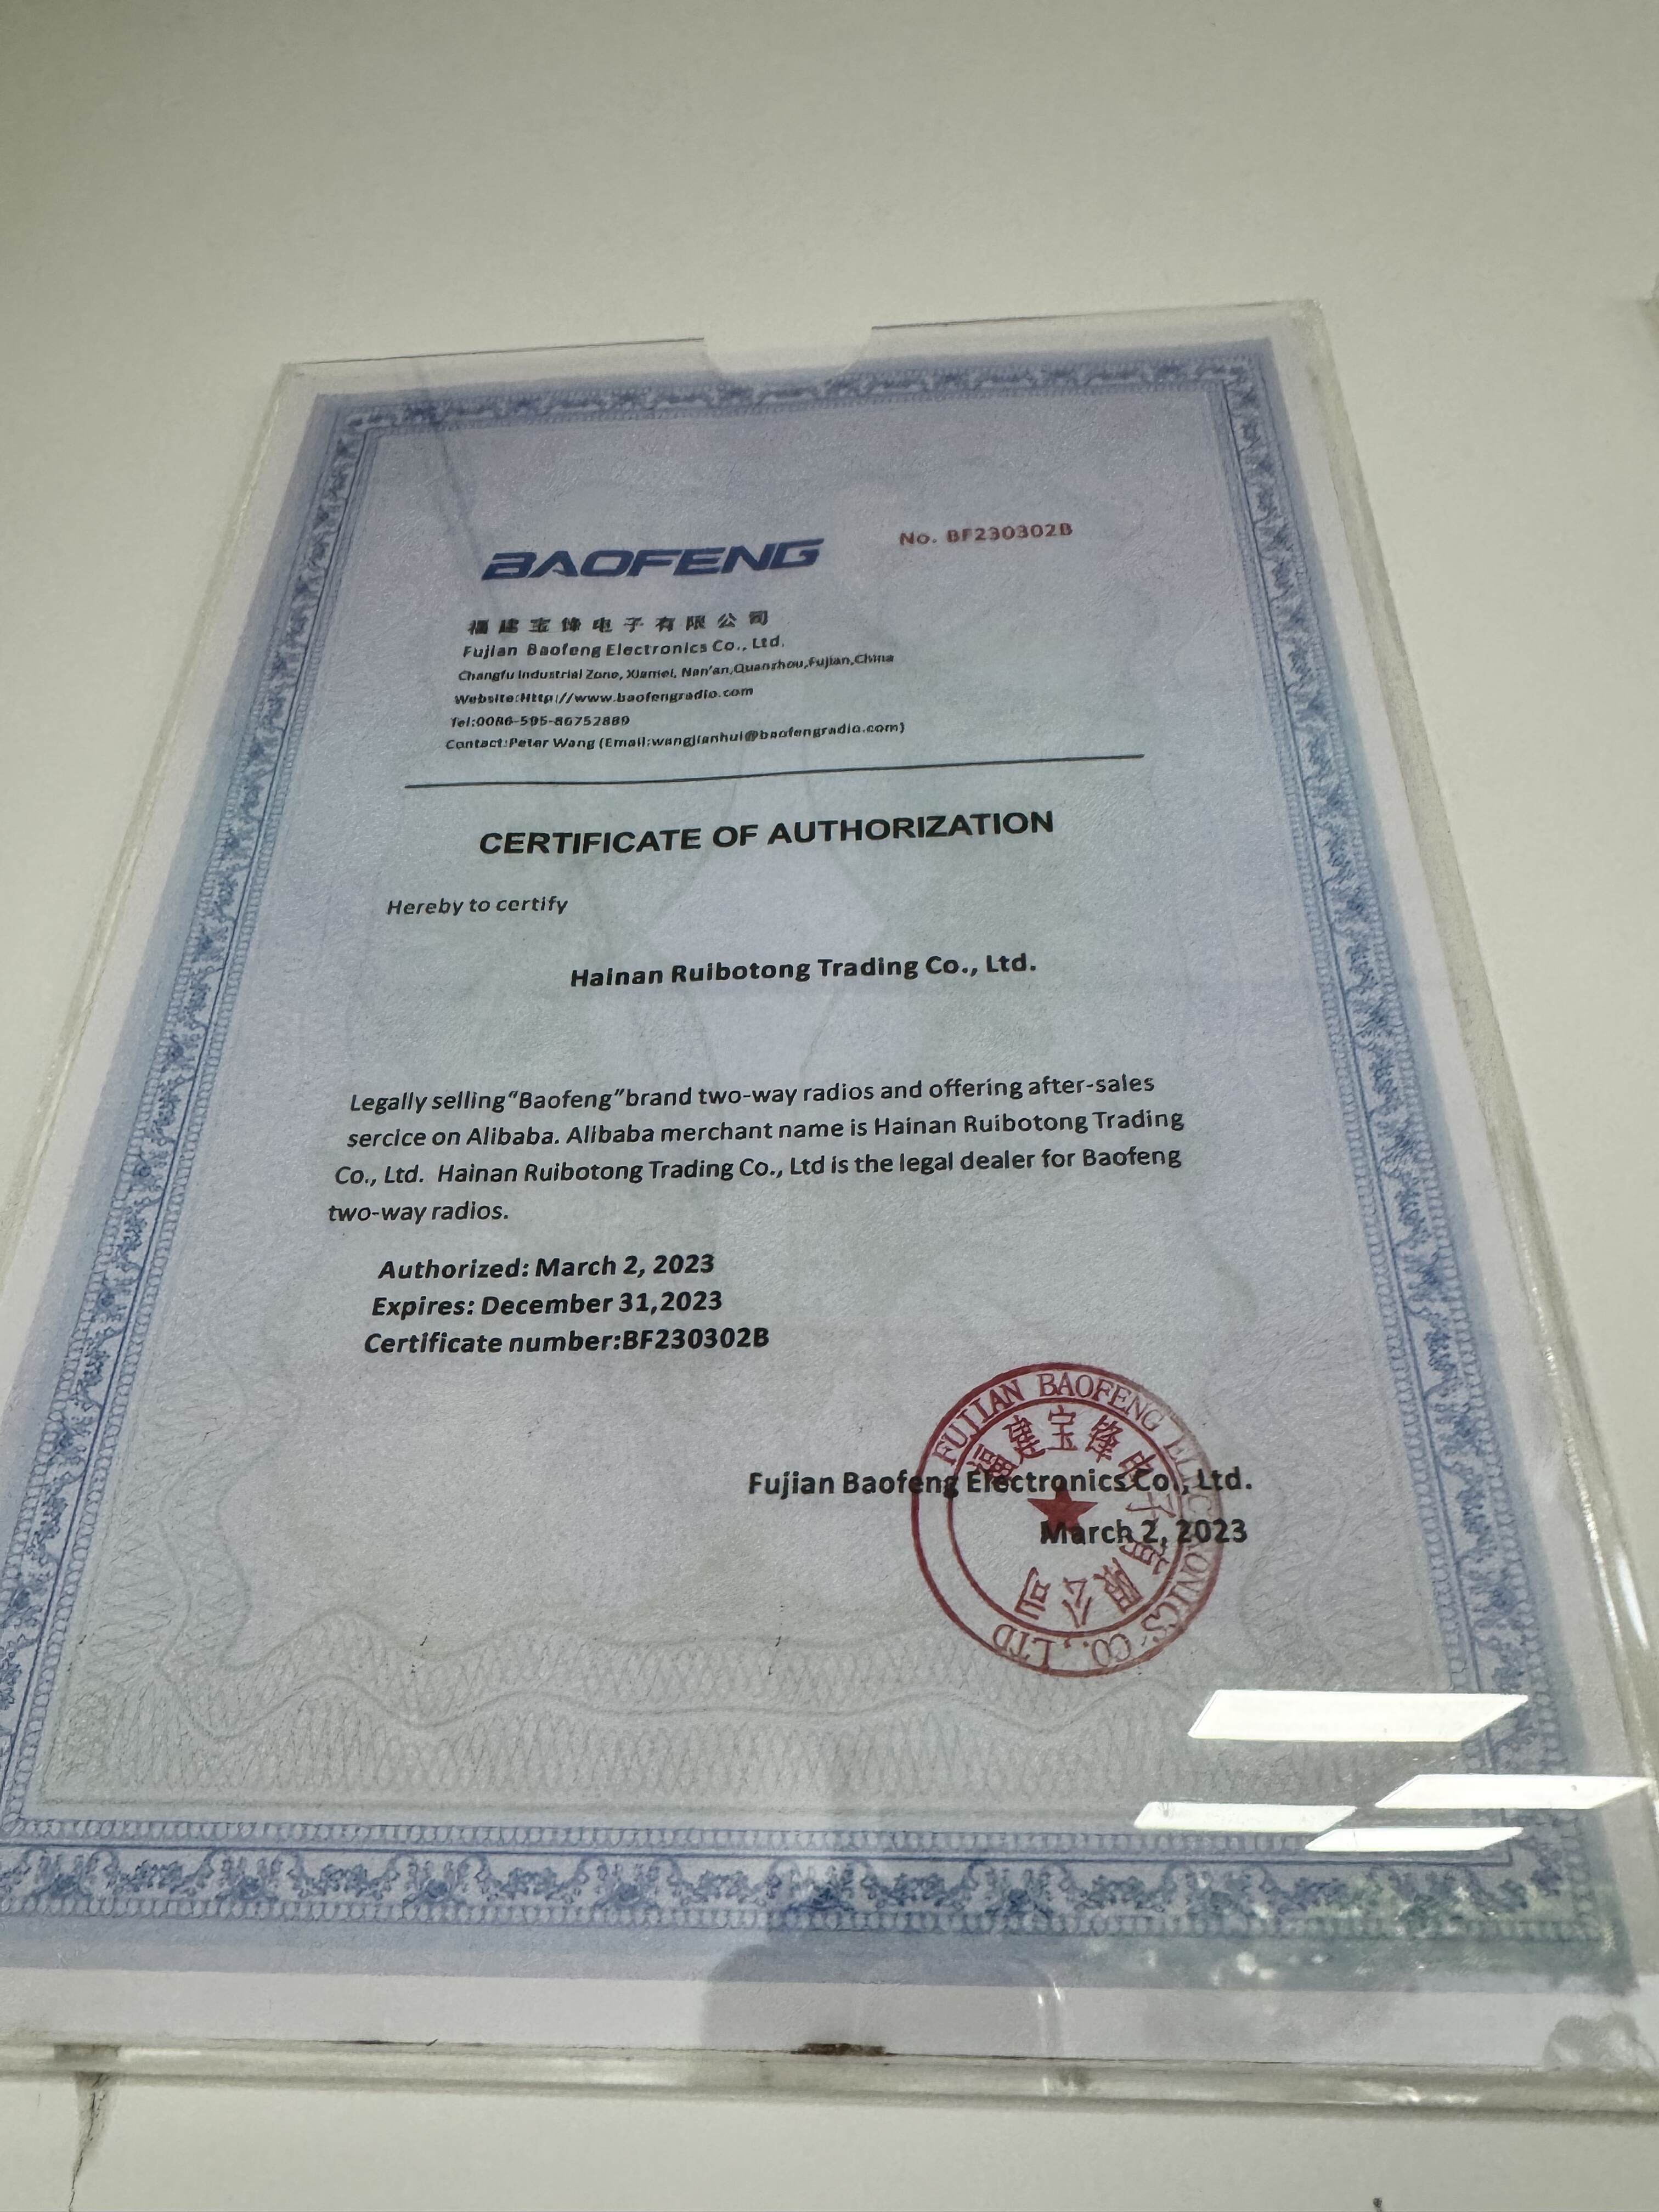 BAOFENG
No. BF230302B
福建宝锋电子有限公司
Fujian Baofeng Electronics Co., Ltd.
Changfu Industrial Zone, Xiamei, Nan'an,Quanzhou,Fujian,China
Website:Http://www.baofengradio.com
Tel:0086-595-86752889
Contact:Peter Wang (Email:wangjianhui@baofengradio.com)
CERTIFICATE OF AUTHORIZATION
Hereby to certify
Hainan Ruibotong Trading Co., Ltd.
Legally selling“Baofeng”brand two-way radios and offering after-sales
sercice on Alibaba. Alibaba merchant name is Hainan Ruibotong Trading
Co., Ltd. Hainan Ruibotong Trading Co., Ltd is the legal dealer for Baofeng
two-way radios.
Authorized: March 2, 2023
Expires: December 31,2023
Certificate number:BF230302B
Fujian Baofeng Electronics Co., Ltd.
March 2, 2023
FUJIAN BAOFENG ELECTRONICS CO., LTD
福建宝锋电子有限公司